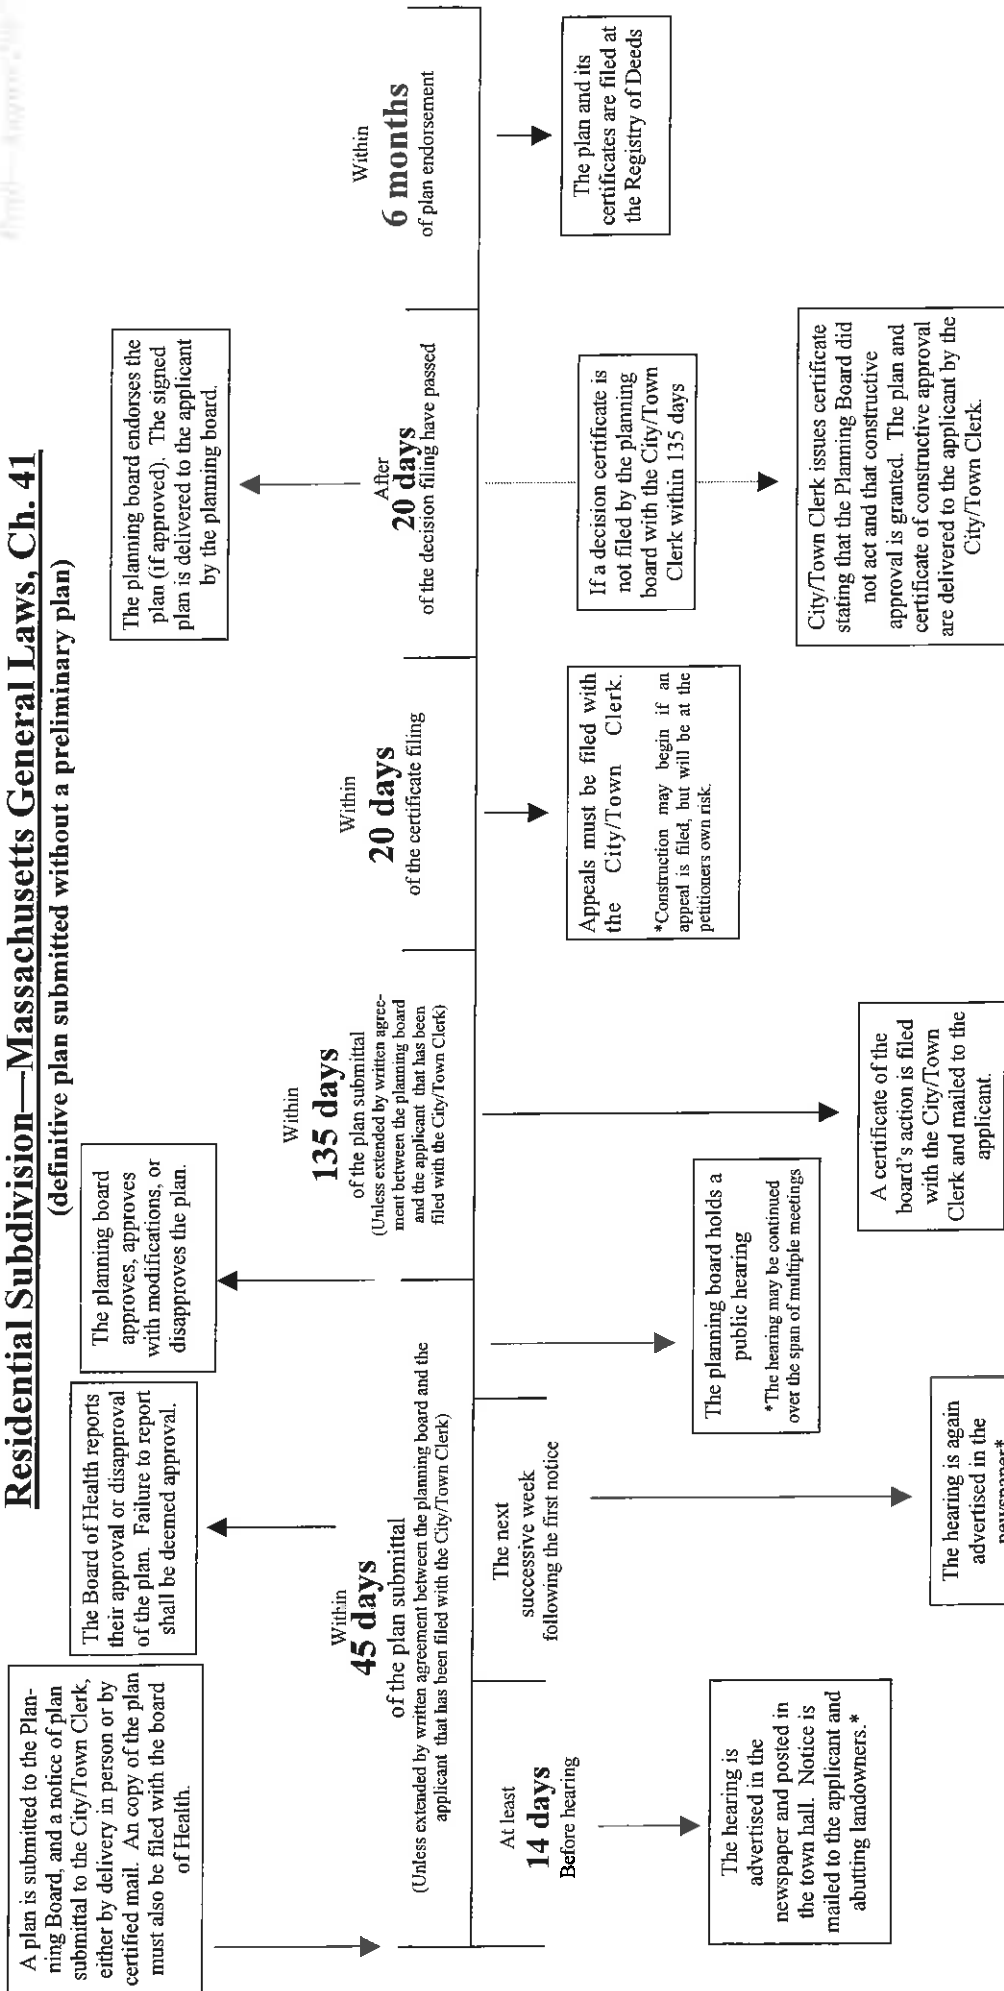 Residential Subdivision—Massachusetts General Laws, Ch. 41
(definitive plan submitted without a preliminary plan)
A plan is submitted to the Plan-
ning Board, and a notice of plan
submittal to the City/Town Clerk,
either by delivery in person or by
certified mail. An copy of the plan
must also be filed with the board
of Health.
The Board of Health reports
their approval or disapproval
of the plan. Failure to report
shall be deemed approval.
The planning board
approves, approves
with modifications, or
disapproves the plan.
The planning board endorses the
plan (if approved). The signed
plan is delivered to the applicant
by the planning board.
Within
45 days
of the plan submittal
(Unless extended by written agreement between the planning board and the
applicant that has been filed with the City/Town Clerk)
Within
135 days
of the plan submittal
(Unless extended by written agree-
ment between the planning board
and the applicant that has been
filed with the City/Town Clerk)
Within
20 days
of the certificate filing
After
20 days
of the decision filing have passed
Within
6 months
of plan endorsement
At least
14 days
Before hearing
The next
successive week
following the first notice
The hearing is
advertised in the
newspaper and posted in
the town hall. Notice is
mailed to the applicant and
abutting landowners.*
The hearing is again
advertised in the
newspaper*
The planning board holds a
public hearing
*The hearing may be continued
over the span of multiple meetings
A certificate of the
board's action is filed
with the City/Town
Clerk and mailed to the
applicant.
Appeals must be filed with
the City/Town Clerk.
*Construction may begin if an
appeal is filed, but will be at the
petitioners own risk.
If a decision certificate is
not filed by the planning
board with the City/Town
Clerk within 135 days
City/Town Clerk issues certificate
stating that the Planning Board did
not act and that constructive
approval is granted. The plan and
certificate of constructive approval
are delivered to the applicant by the
City/Town Clerk.
The plan and its
certificates are filed at
the Registry of Deeds